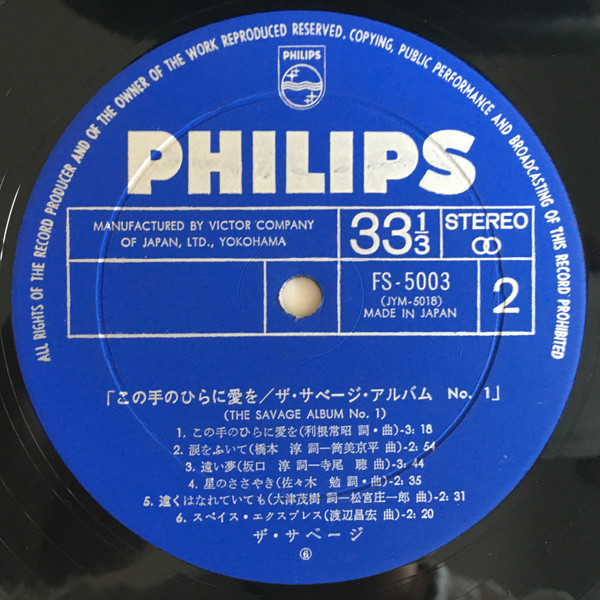 ALL RIGHTS OF THE RECORD PRODUCER AND OF THE OWNER OF THE WORK REPRODUCED RESERVED. COPYING, PUBLIC PERFORMANCE AND BROADCASTING OF THIS RECORD PROHIBITED
PHILIPS
PHILIPS
MANUFACTURED BY VICTOR COMPANY
OF JAPAN, LTD., YOKOHAMA
33⅓
STEREO
FS-5003
(JYM-5018)
MADE IN JAPAN
2
「この手のひらに愛を/ザ・サベージ・アルバム No. 1」
(THE SAVAGE ALBUM No. 1)
1. この手のひらに愛を(利根常昭 詞・曲)-3: 18
2. 涙をふいて(橋本 淳 詞ー筒美京平 曲)-2: 54
3. 遠い夢(坂口 淳 詞ー寺尾 聰 曲)-3: 44
4. 星のささやき(佐々木 勉 詞・曲)-2: 35
5. 遠くはなれていても(大津茂樹 詞ー松宮庄一郎 曲)-2: 31
6. スペイス・エクスプレス(渡辺昌宏 曲)-2: 20
ザ・サベージ
⑥